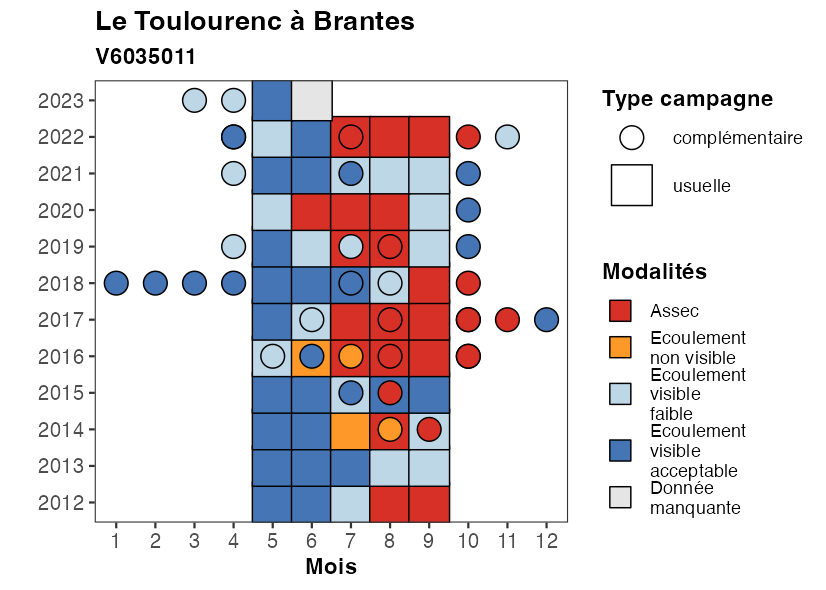 Le Toulourenc à Brantes
V6035011
2023
2022
2021
2020
2019
2018
2017
2016
2015
2014
2013
2012
1 2 3 4 5 6 7 8 9 10 11 12
Mois
Type campagne
complémentaire
usuelle
Modalités
Assec
Ecoulement
non visible
Ecoulement
visible
faible
Ecoulement
visible
acceptable
Donnée
manquante